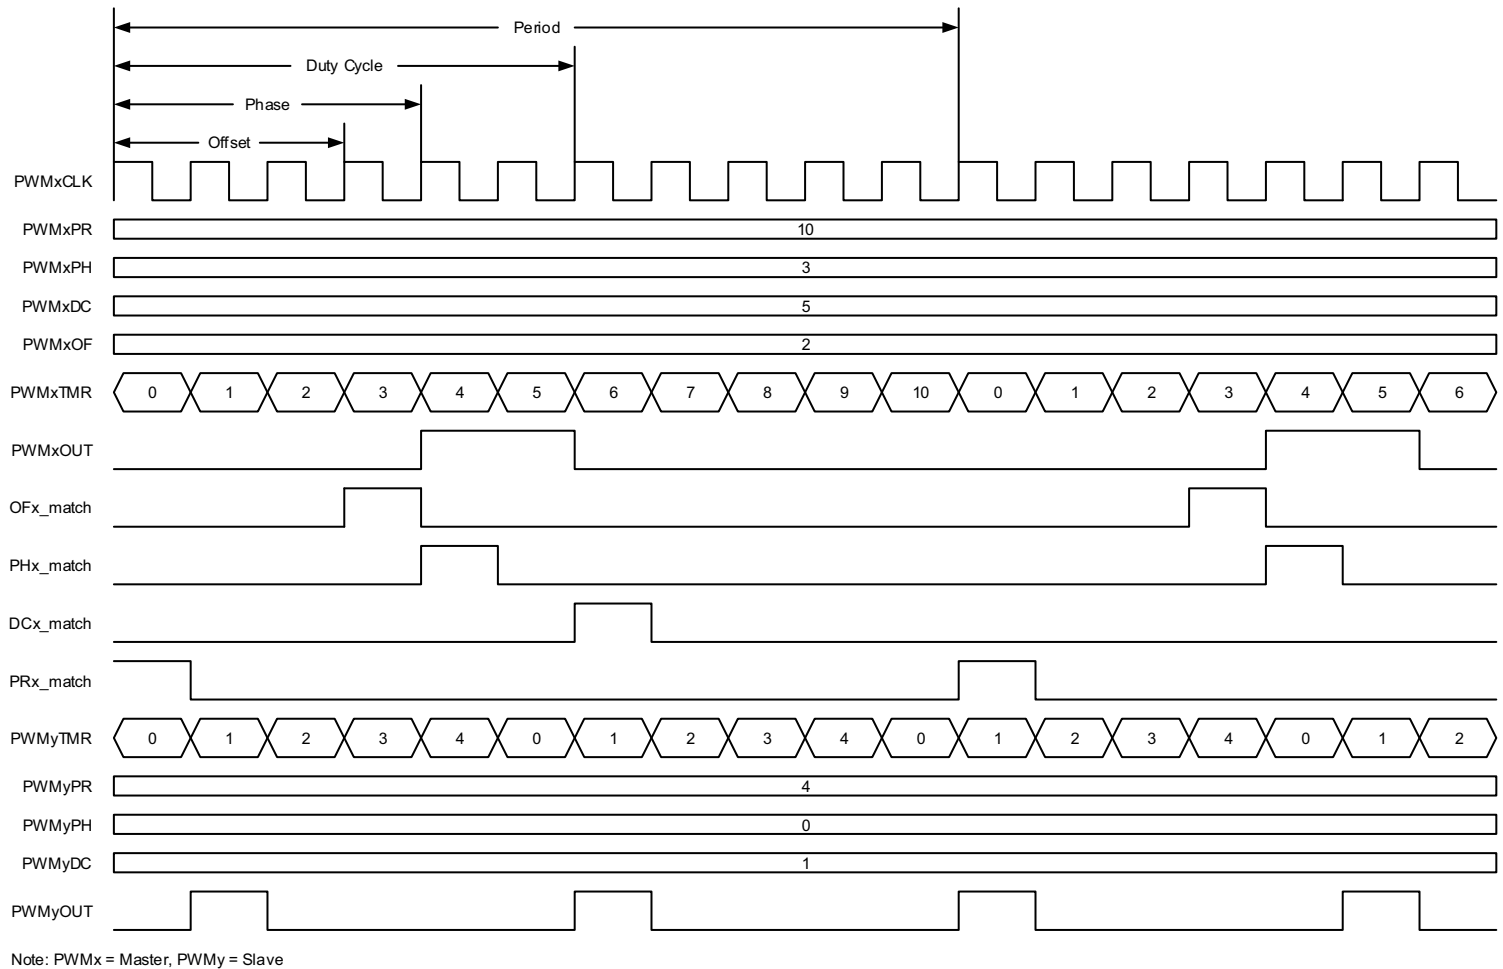 Period
Duty Cycle
Phase
Offset
PWMxCLK
PWMxPR 10
PWMxPH 3
PWMxDC 5
PWMxOF 2
PWMxTMR 0 1 2 3 4 5 6 7 8 9 10 0 1 2 3 4 5 6
PWMxOUT
OFx_match
PHx_match
DCx_match
PRx_match
PWMyTMR 0 1 2 3 4 0 1 2 3 4 0 1 2 3 4 0 1 2
PWMyPR 4
PWMyPH 0
PWMyDC 1
PWMyOUT
Note: PWMx = Master, PWMy = Slave